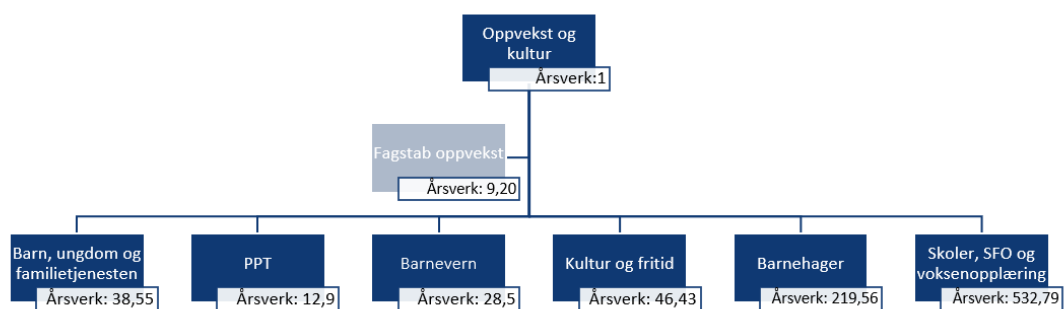 Oppvekst og
kultur
Årsverk:1
Fagstab oppvekst
Årsverk: 9,20
Barn, ungdom og
familietjenesten
Årsverk: 38,55
PPT
Årsverk: 12,9
Barnevern
Årsverk: 28,5
Kultur og fritid
Årsverk: 46,43
Barnehager
Årsverk: 219,56
Skoler, SFO og
voksenopplæring
Årsverk: 532,79